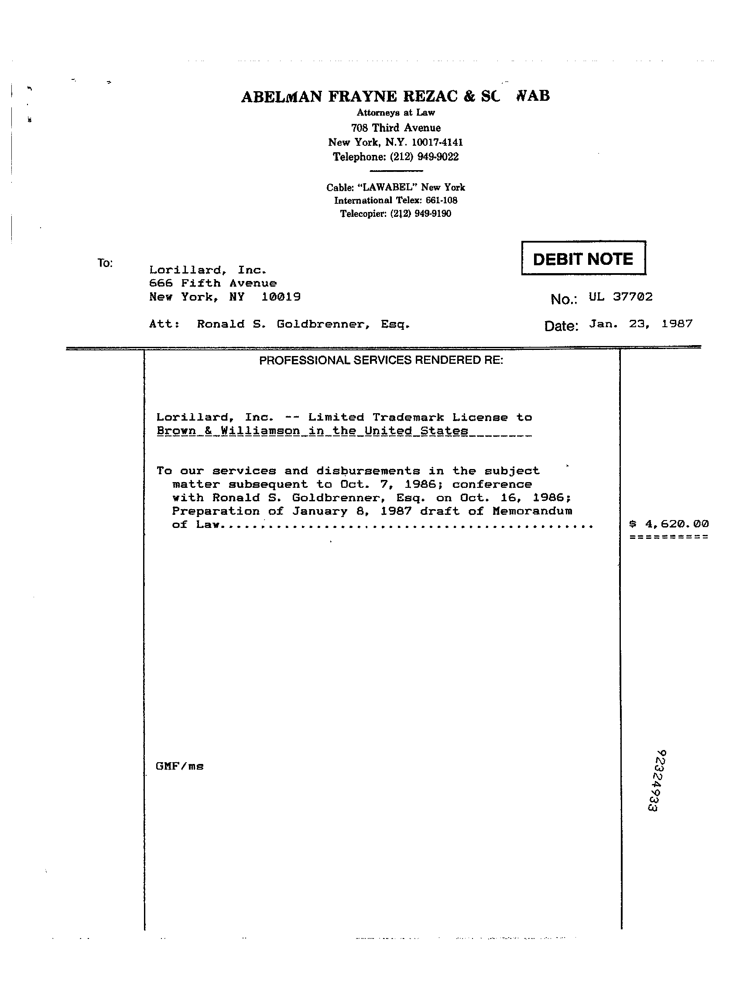 ABELMAN FRAYNE REZAC &
Attorneys at Law
708 Third Avenue
New York, N.Y. 10017-4141
Telephone: (212) 949-9022
Cable: "LAWABEL" New York
International Telex: 661-108
Telecopier: (212) 949-9190
DEBIT NOTE
To:
Lorillard, Inc.
666 Fifth Avenue
New York, NY 10019
No.: UL 37702
Att: Ronald S. Goldbrenner, Esq.
Date: Jan. 23, 1987
PROFESSIONAL SERVICES RENDERED RE:
Lorillard, Inc. -- Limited Trademark License to
Brown & Williamson in the United States
To our services and disbursements in the subject
matter subsequent to Oct. 7, 1986; conference
with Ronald S. Goldbrenner, Esq. on Oct. 16, 1986;
Preparation of January 8, 1987 draft of Memorandum
of Law.............................................. $ 4,620.00
==========
GMF/ms
92324933